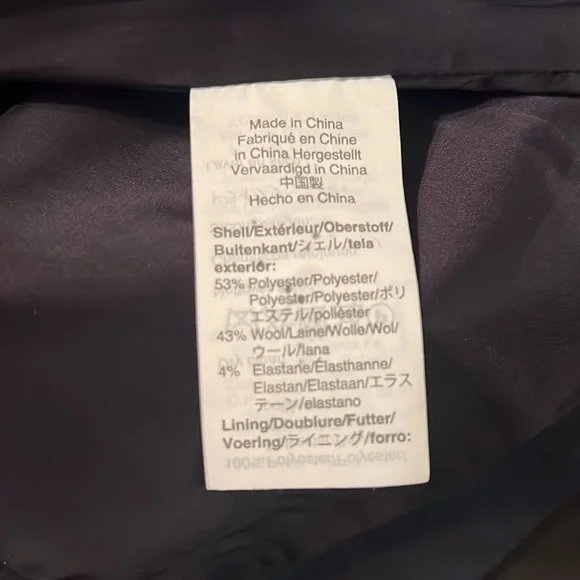 Made in China
Fabriqué en Chine
in China Hergestellt
Vervaardigd in China
中国製
Hecho en China
Shell/Extérieur/Oberstoff/
Buitenkant/シェル/tela
exterior:
53% Polyester/Polyester/
Polyester/Polyester/ポリ
エステル/poliéster
43% Wool/Laine/Wolle/Wol/
ウール/lana
4% Elastane/Élasthanne/
Elastan/Elastaan/エラス
テーン/elastano
Lining/Doublure/Futter/
Voering/ライニング/forro:
100% Polyester/Polyester/